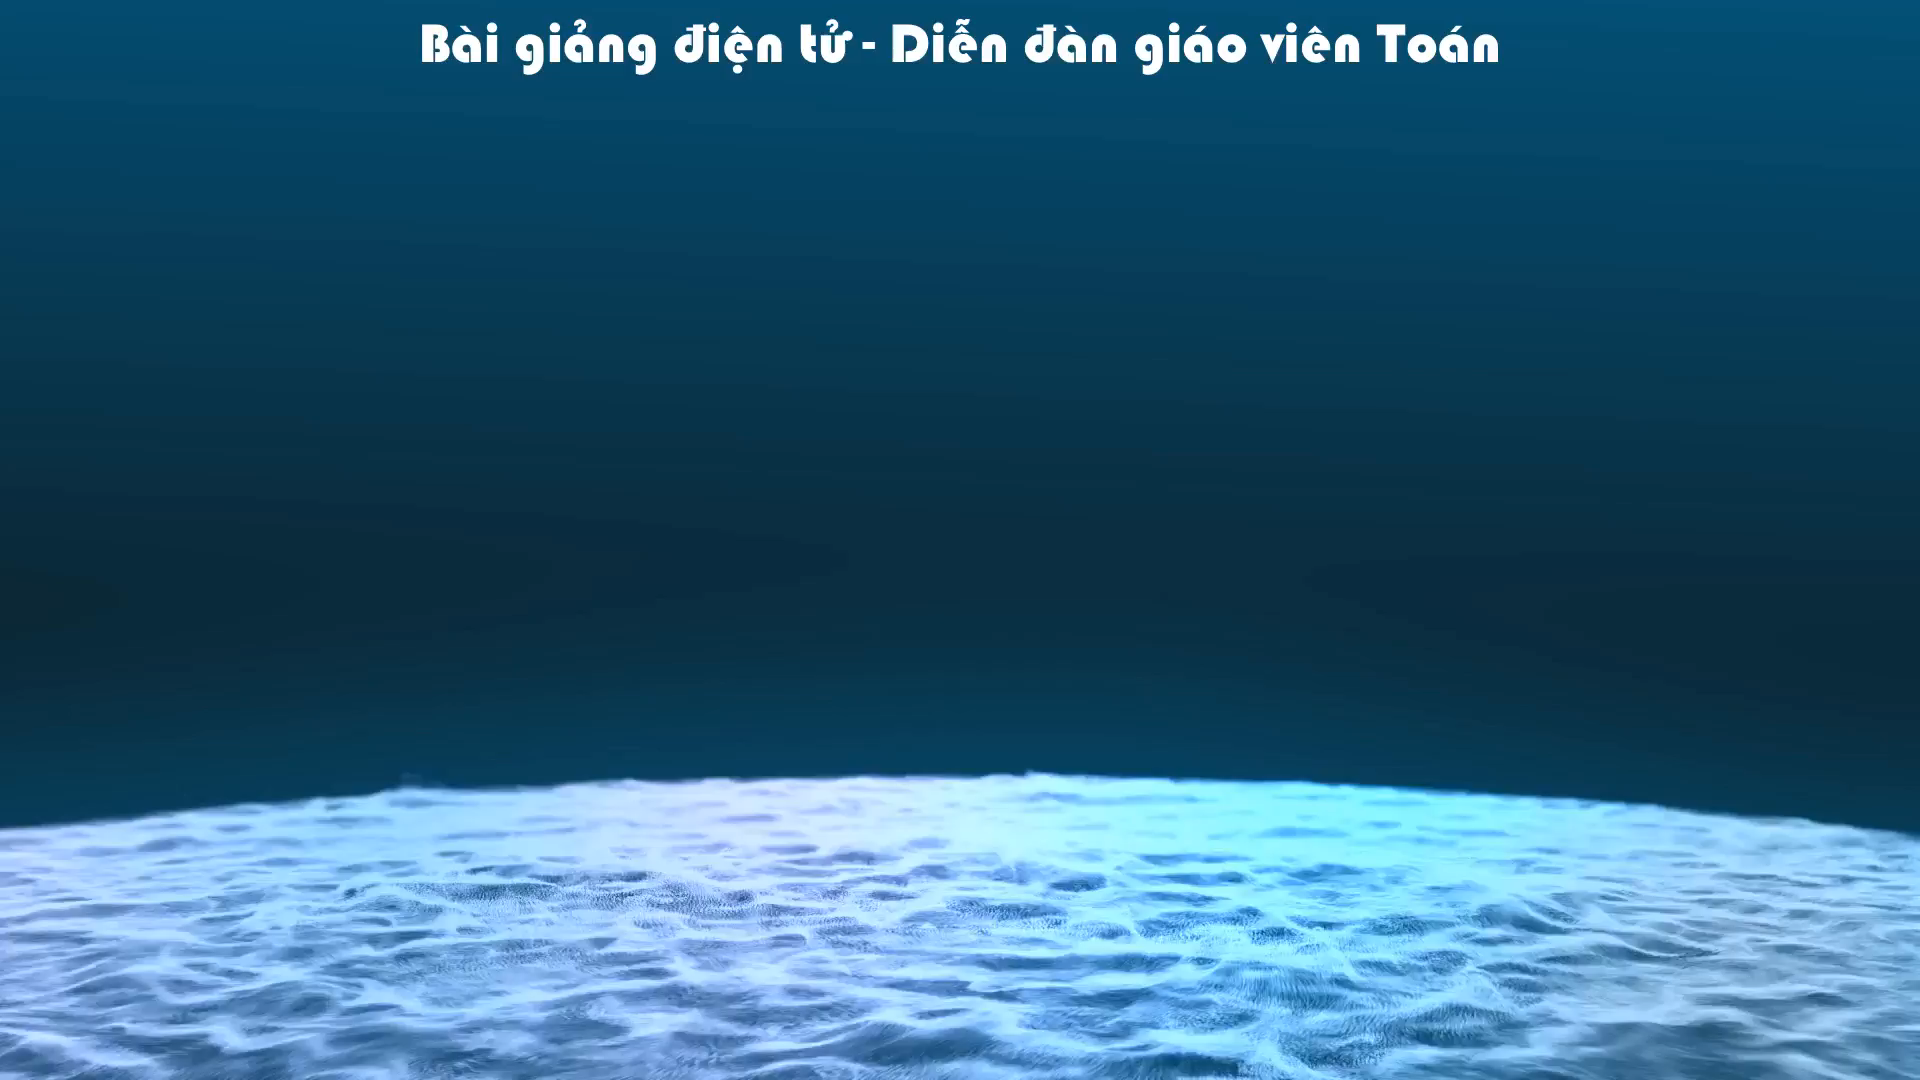 Bài giảng điện tử - Diễn đàn giáo viên Toán